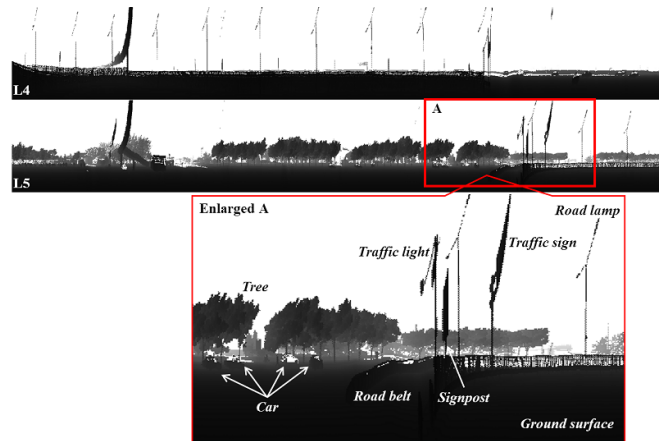 L4
A
L5
Enlarged A
Road lamp
Traffic light
Traffic sign
Tree
Car
Road belt
Signpost
Ground surface